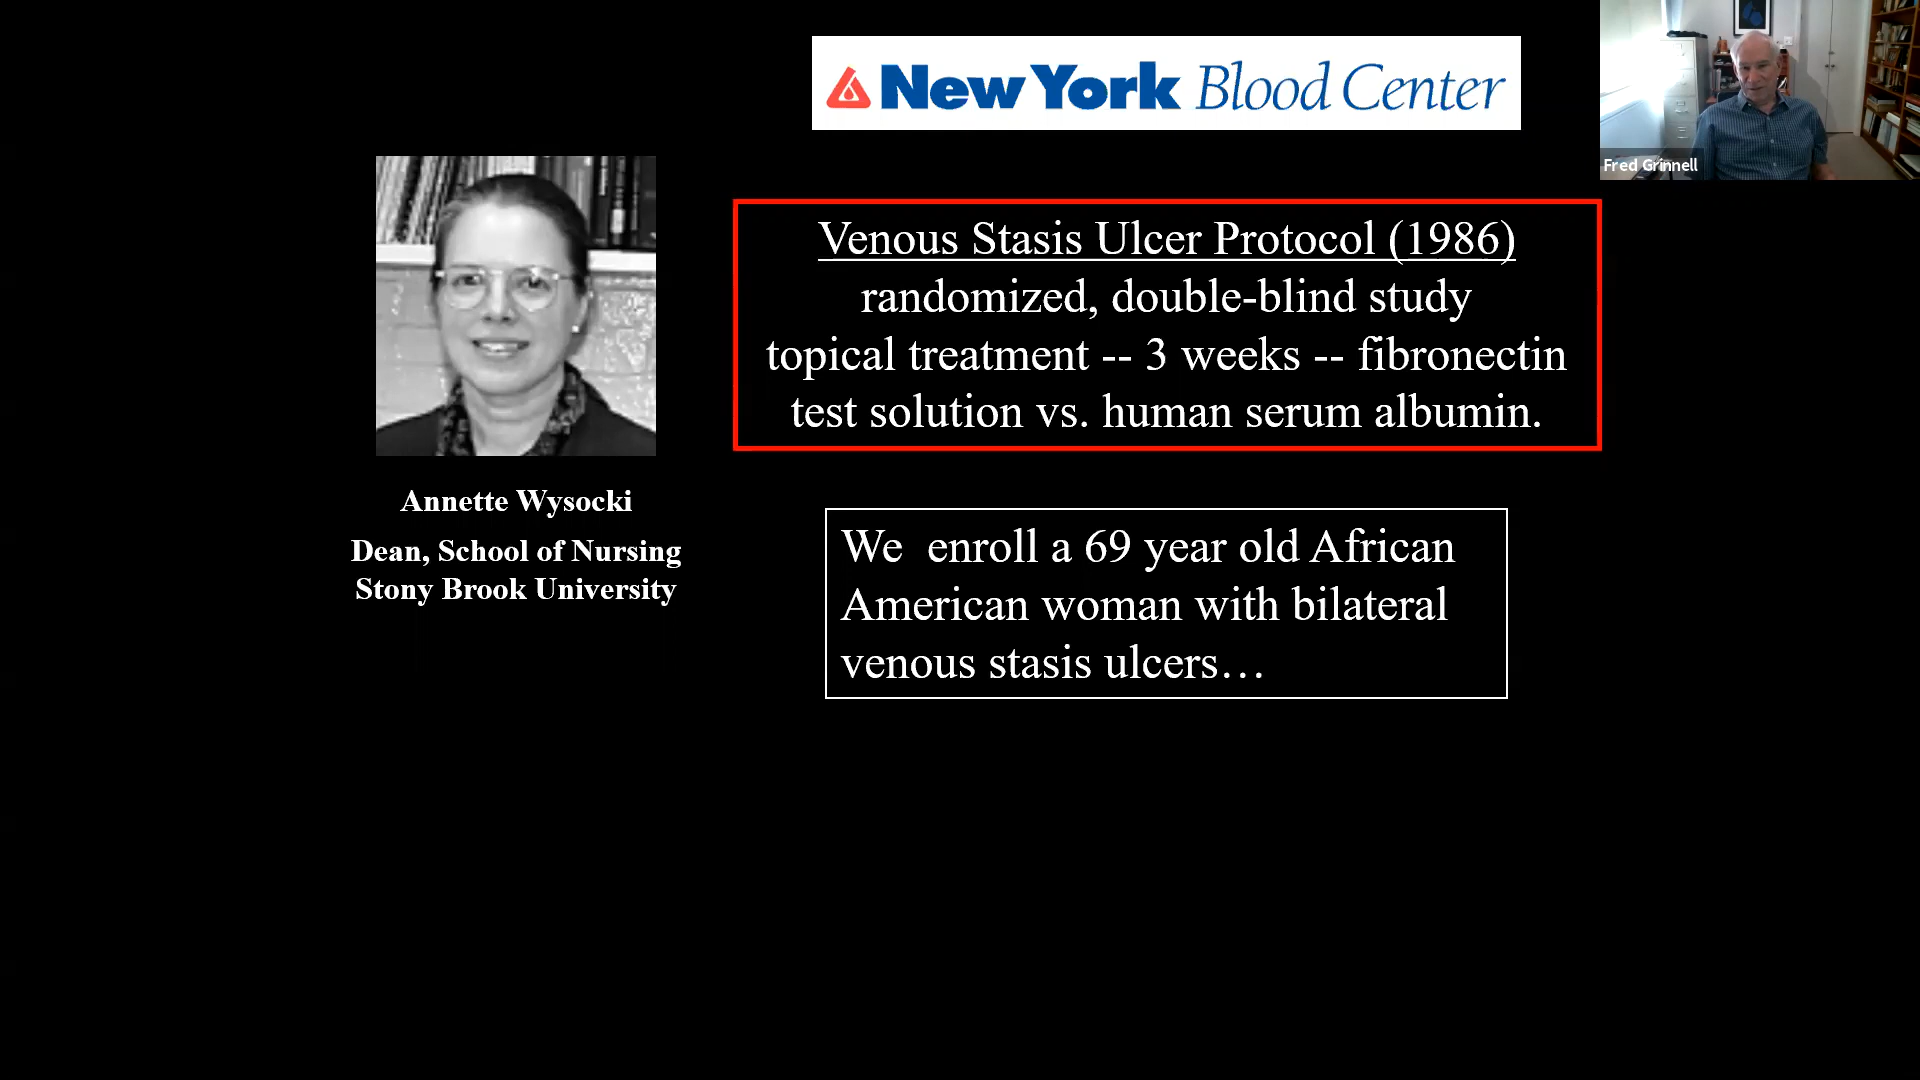 New York Blood Center
Fred Grinnell
Venous Stasis Ulcer Protocol (1986)
randomized, double-blind study
topical treatment -- 3 weeks -- fibronectin
test solution vs. human serum albumin.
Annette Wysocki
Dean, School of Nursing
Stony Brook University
We  enroll a 69 year old African
American woman with bilateral
venous stasis ulcers…